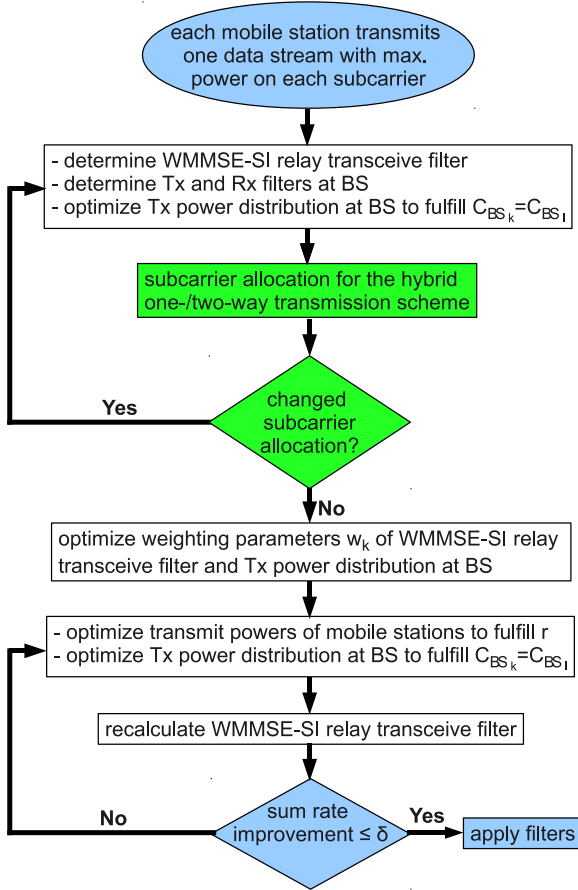 each mobile station transmits
one data stream with max.
power on each subcarrier
- determine WMMSE-SI relay transceive filter
- determine Tx and Rx filters at BS
- optimize Tx power distribution at BS to fulfill C_BS_k=C_BS_l
subcarrier allocation for the hybrid
one-/two-way transmission scheme
Yes
changed
subcarrier
allocation?
No
optimize weighting parameters w_k of WMMSE-SI relay
transceive filter and Tx power distribution at BS
- optimize transmit powers of mobile stations to fulfill r
- optimize Tx power distribution at BS to fulfill C_BS_k=C_BS_l
recalculate WMMSE-SI relay transceive filter
No
sum rate
improvement ≤ δ
Yes
apply filters